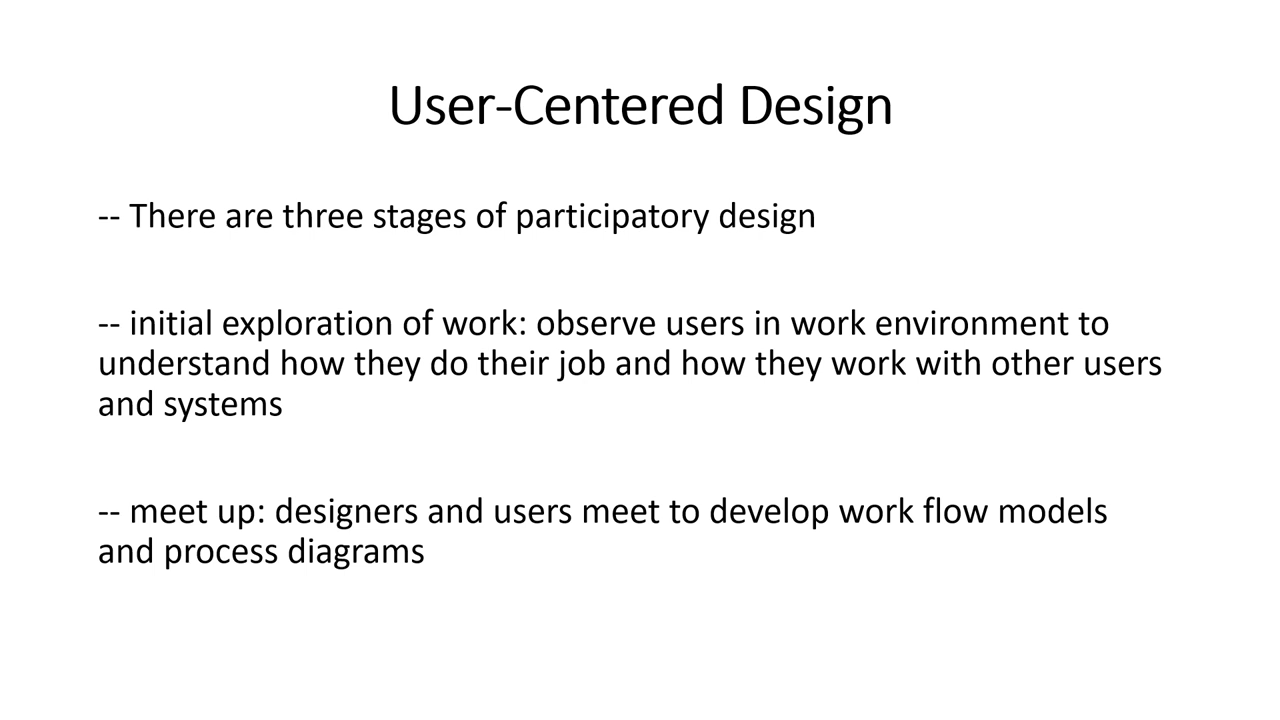 User-Centered Design
-- There are three stages of participatory design
-- initial exploration of work: observe users in work environment to
understand how they do their job and how they work with other users
and systems
-- meet up: designers and users meet to develop work flow models
and process diagrams